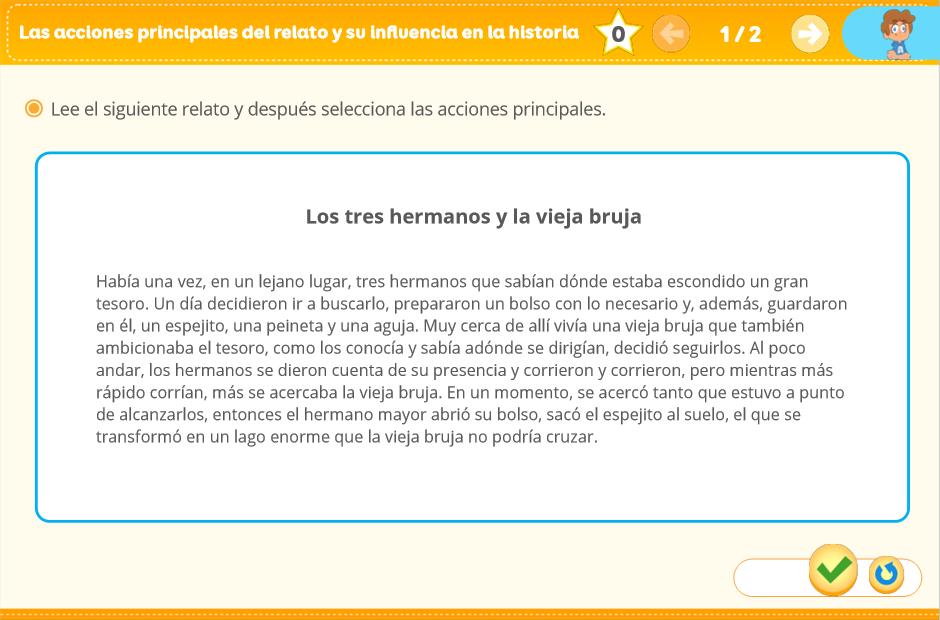 Las acciones principales del relato y su influencia en la historia 0 1 / 2
Lee el siguiente relato y después selecciona las acciones principales.
Los tres hermanos y la vieja bruja
Había una vez, en un lejano lugar, tres hermanos que sabían dónde estaba escondido un gran
tesoro. Un día decidieron ir a buscarlo, prepararon un bolso con lo necesario y, además, guardaron
en él, un espejito, una peineta y una aguja. Muy cerca de allí vivía una vieja bruja que también
ambicionaba el tesoro, como los conocía y sabía adónde se dirigían, decidió seguirlos. Al poco
andar, los hermanos se dieron cuenta de su presencia y corrieron y corrieron, pero mientras más
rápido corrían, más se acercaba la vieja bruja. En un momento, se acercó tanto que estuvo a punto
de alcanzarlos, entonces el hermano mayor abrió su bolso, sacó el espejito al suelo, el que se
transformó en un lago enorme que la vieja bruja no podría cruzar.